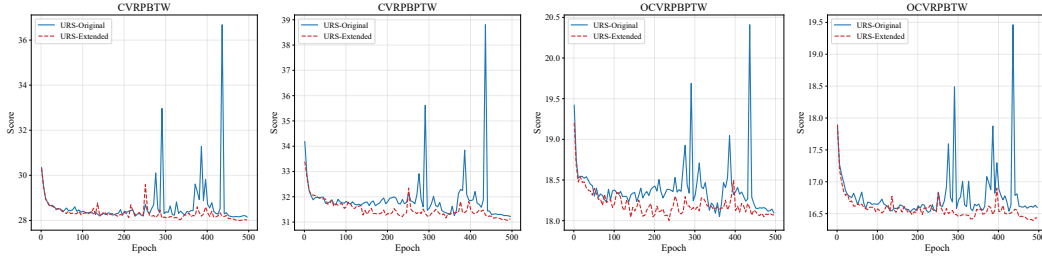 CVRPBTW
URS-Original
URS-Extended
Score
36
34
32
30
28
0 100 200 300 400 500
Epoch
CVRPBPTW
URS-Original
URS-Extended
Score
39
38
37
36
35
34
33
32
31
0 100 200 300 400 500
Epoch
OCVRPBPTW
URS-Original
URS-Extended
Score
20.5
20.0
19.5
19.0
18.5
18.0
0 100 200 300 400 500
Epoch
OCVRPBTW
URS-Original
URS-Extended
Score
19.5
19.0
18.5
18.0
17.5
17.0
16.5
0 100 200 300 400 500
Epoch